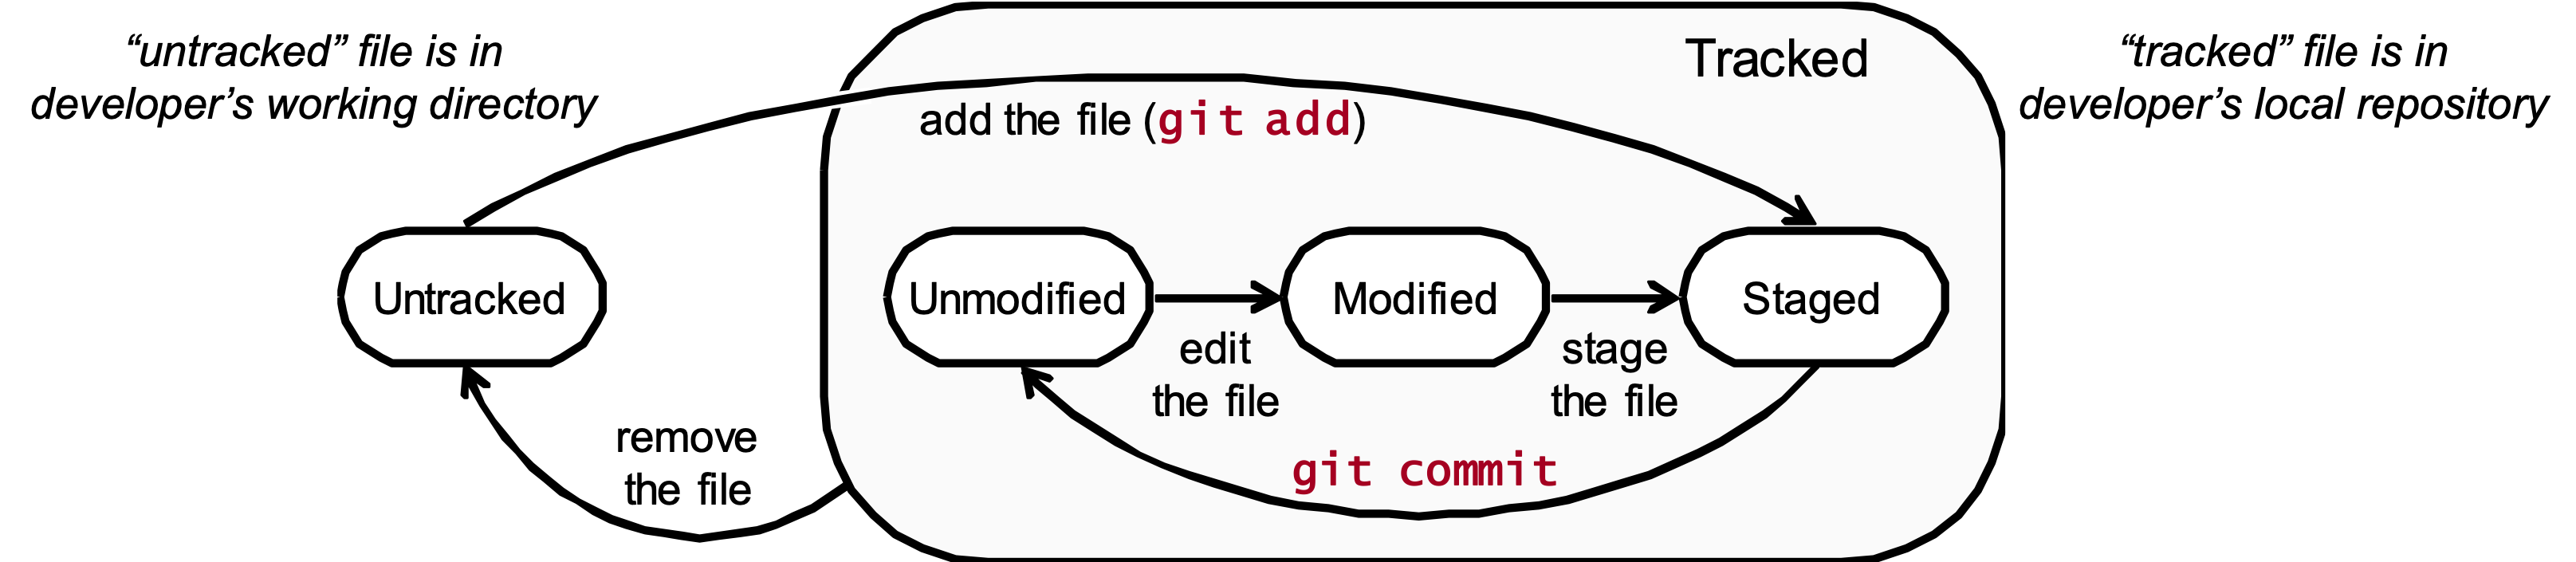 “untracked” file is in
developer’s working directory
Tracked
“tracked” file is in
developer’s local repository
add the file (git add)
Untracked
Unmodified
Modified
Staged
edit
the file
stage
the file
remove
the file
git commit